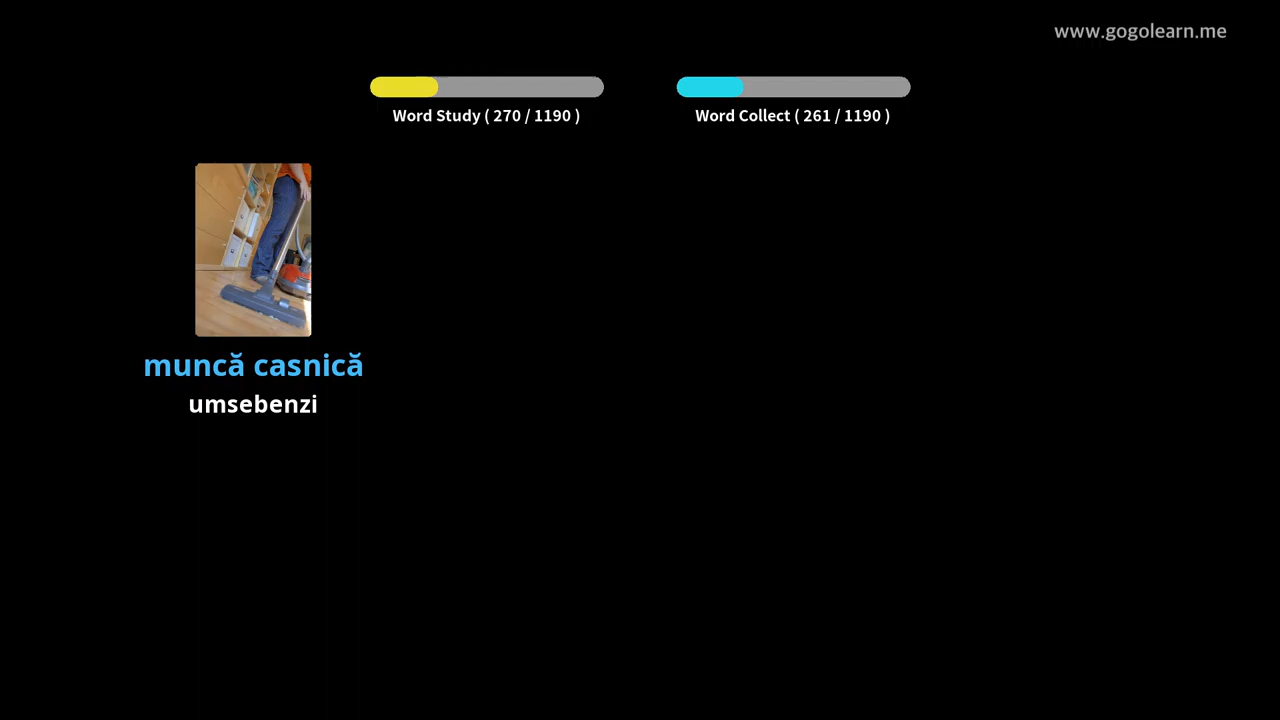 www.gogolearn.me
Word Study ( 270 / 1190 )
Word Collect ( 261 / 1190 )
muncă casnică
umsebenzi